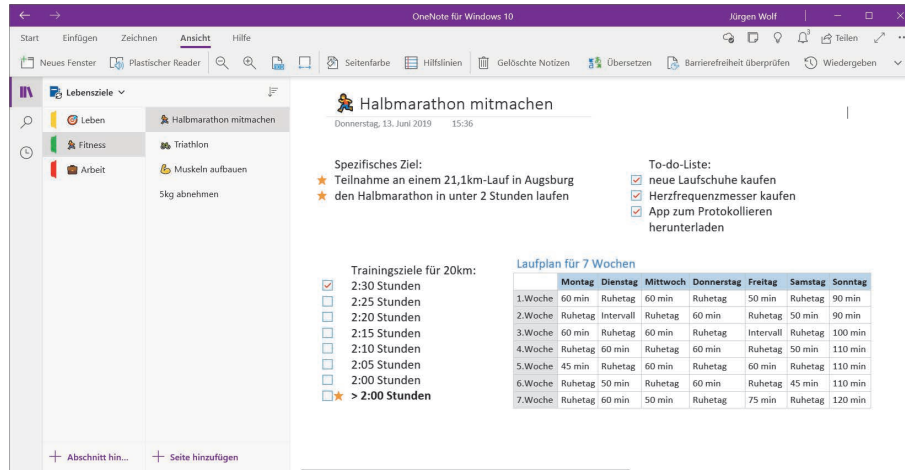 OneNote für Windows 10
Jürgen Wolf
Start Einfügen Zeichnen Ansicht Hilfe
3
Teilen
Neues Fenster Plastischer Reader Seitenfarbe Hilfslinien Gelöschte Notizen Übersetzen Barrierefreiheit überprüfen Wiedergeben
Lebensziele
Leben
Fitness
Arbeit
Halbmarathon mitmachen
Triathlon
Muskeln aufbauen
5kg abnehmen
Halbmarathon mitmachen
Donnerstag, 13. Juni 2019 15:36
Spezifisches Ziel:
Teilnahme an einem 21,1km-Lauf in Augsburg
den Halbmarathon in unter 2 Stunden laufen
To-do-Liste:
neue Laufschuhe kaufen
Herzfrequenzmesser kaufen
App zum Protokollieren
herunterladen
Trainingsziele für 20km:
2:30 Stunden
2:25 Stunden
2:20 Stunden
2:15 Stunden
2:10 Stunden
2:05 Stunden
2:00 Stunden
> 2:00 Stunden
Laufplan für 7 Wochen
Montag Dienstag Mittwoch Donnerstag Freitag Samstag Sonntag
1.Woche 60 min Ruhetag 60 min Ruhetag 50 min Ruhetag 90 min
2.Woche Ruhetag Intervall Ruhetag 60 min Ruhetag 50 min 90 min
3.Woche 60 min Ruhetag 60 min Ruhetag Intervall Ruhetag 100 min
4.Woche Ruhetag 60 min Ruhetag 60 min Ruhetag 50 min 110 min
5.Woche 45 min Ruhetag 60 min Ruhetag 60 min Ruhetag 110 min
6.Woche Ruhetag 50 min Ruhetag 60 min Ruhetag 45 min 110 min
7.Woche Ruhetag 60 min 50 min Ruhetag 75 min Ruhetag 120 min
Abschnitt hin... Seite hinzufügen